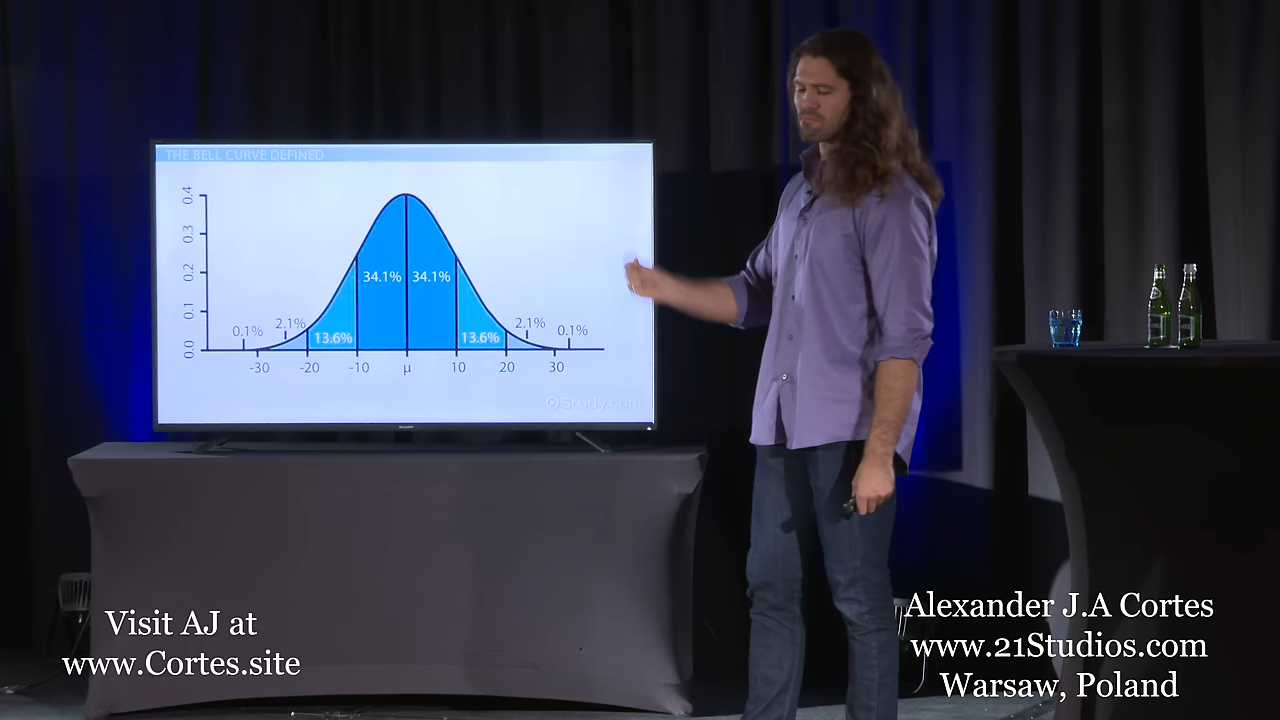 THE BELL CURVE DEFINED
0.4
0.3
0.2
0.1
0.0
34.1% 34.1%
0.1% 2.1% 13.6% 13.6% 2.1% 0.1%
-30 -20 -10 μ 10 20 30
Study.com
SHARP
Visit AJ at
www.Cortes.site
Alexander J.A Cortes
www.21Studios.com
Warsaw, Poland